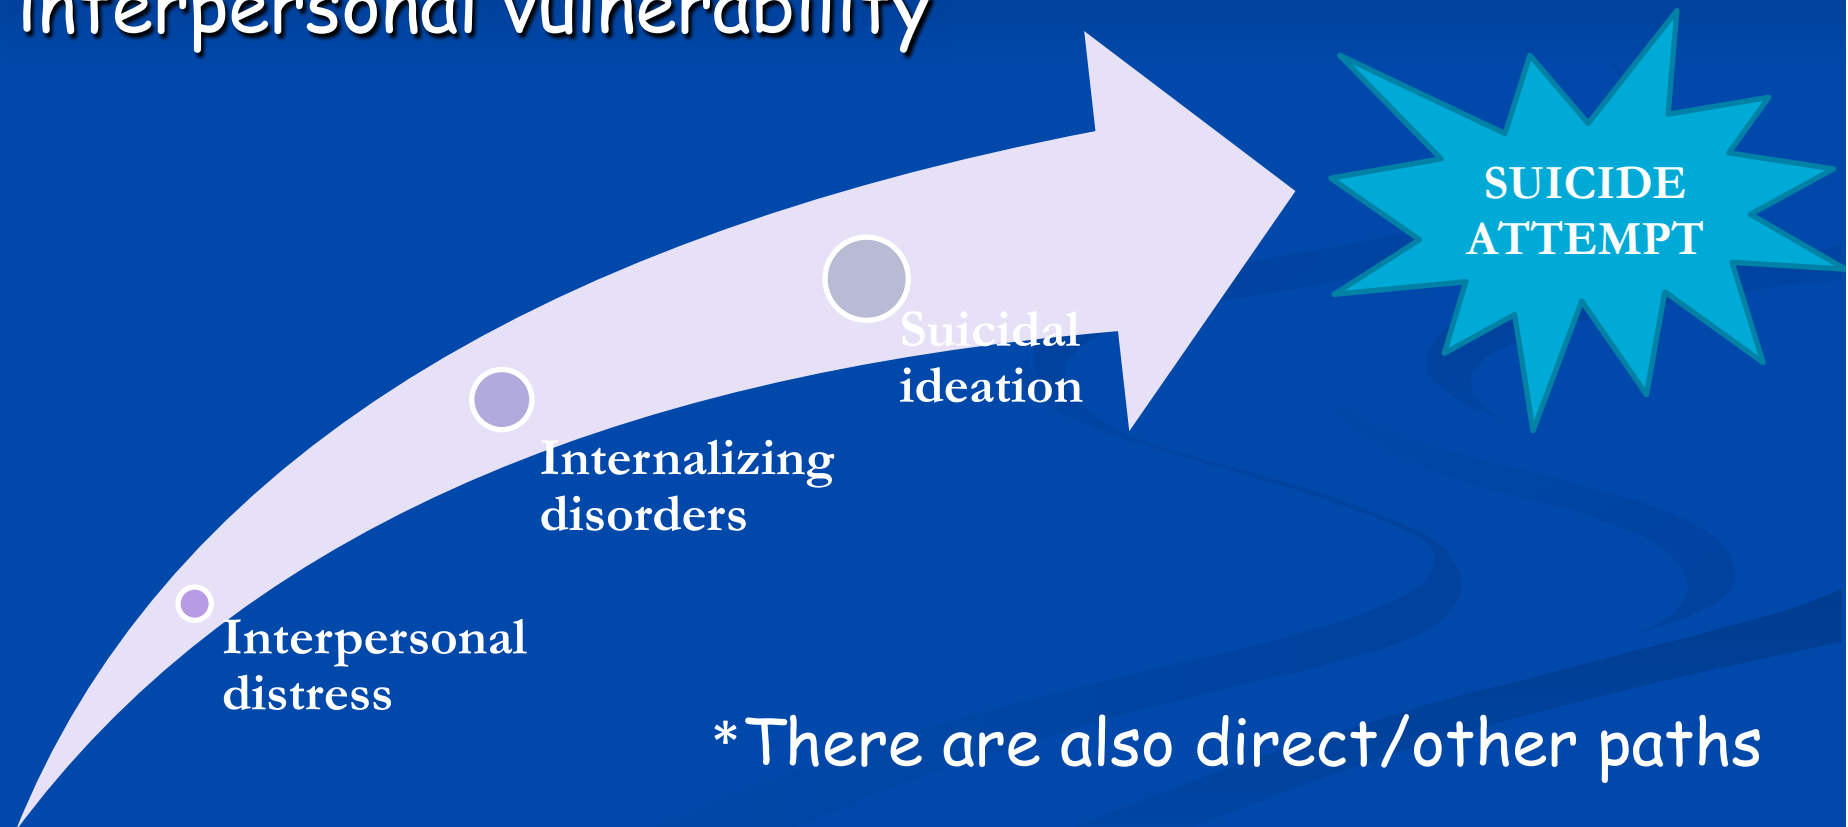 interpersonal vulnerability
SUICIDE
ATTEMPT
Suicidal
ideation
Internalizing
disorders
Interpersonal
distress
*There are also direct/other paths